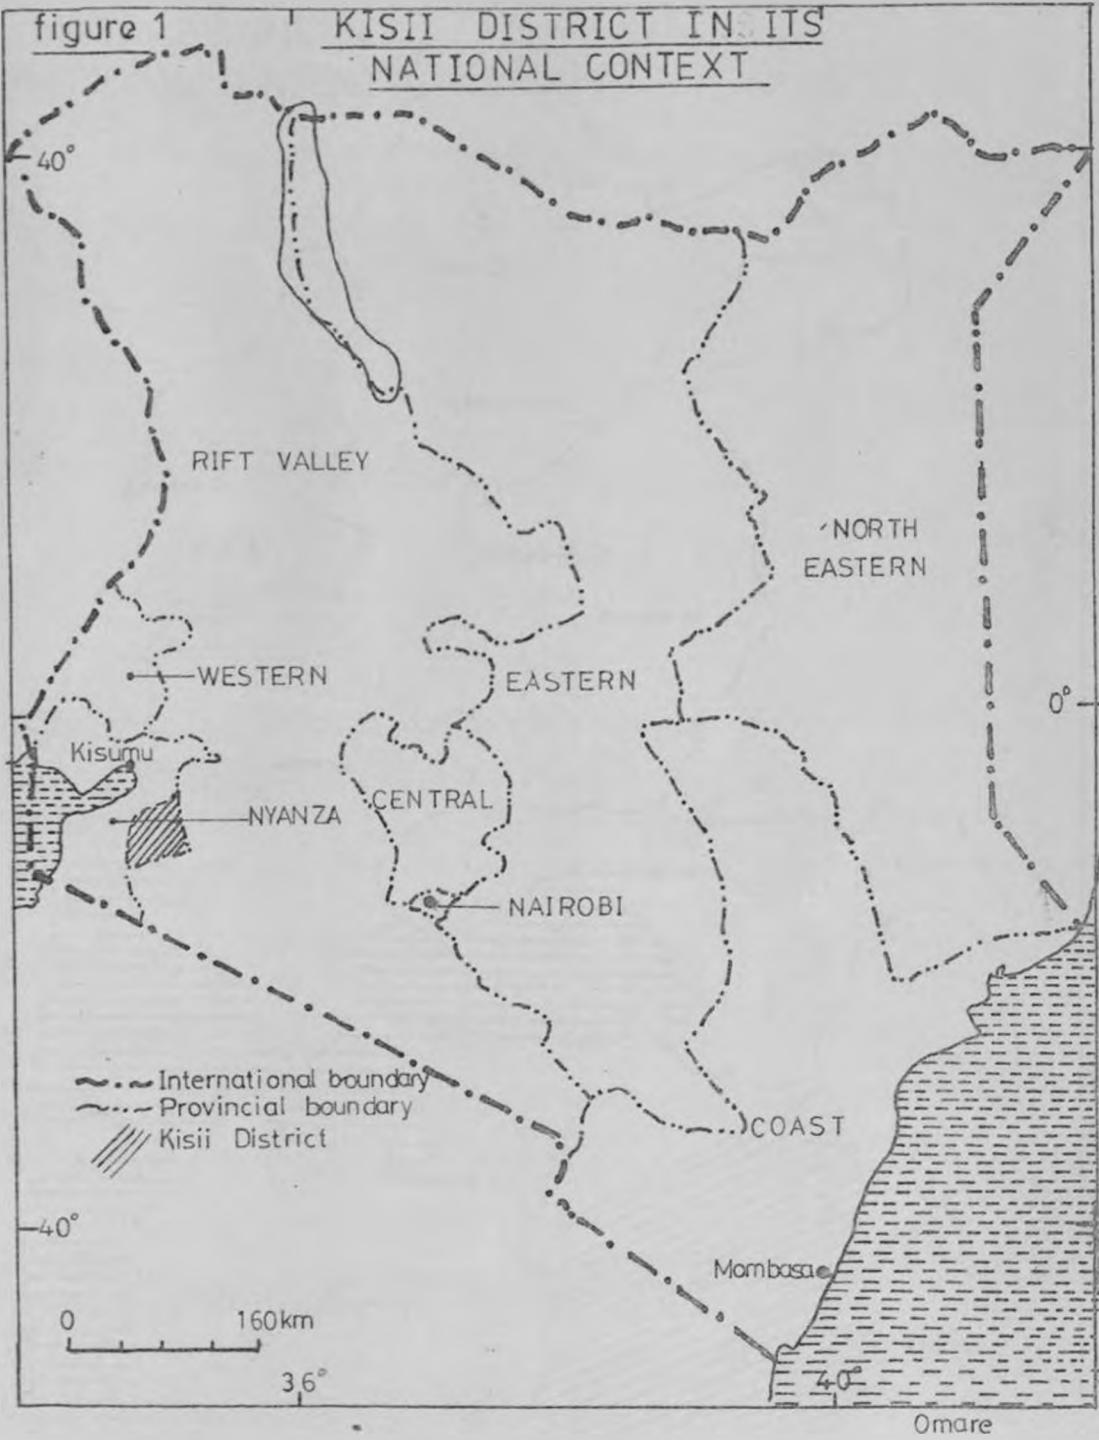 figure 1
KISII DISTRICT IN ITS
NATIONAL CONTEXT
40°
RIFT VALLEY
NORTH
EASTERN
WESTERN
EASTERN
0°
Kisumu
CENTRAL
NYANZA
NAIROBI
International boundary
Provincial boundary
Kisii District
COAST
40°
Mombasa
0 160km
36°
40°
Omare